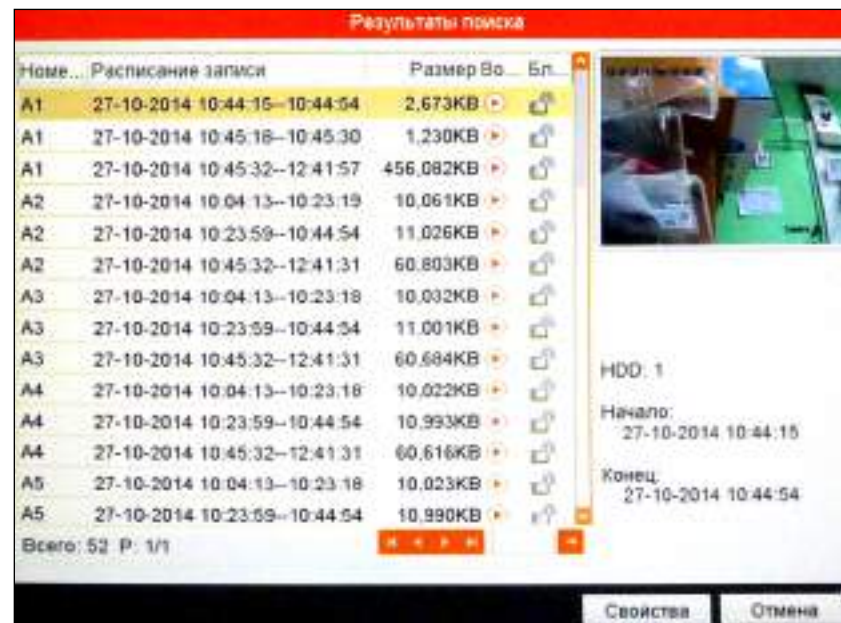 Результаты поиска
Номе... Расписание записи Размер Во... Бл...
A1 27-10-2014 10:44:15--10:44:54 2,673KB
A1 27-10-2014 10:45:16--10:45:30 1,230KB
A1 27-10-2014 10:45:32--12:41:57 456,082KB
A2 27-10-2014 10:04:13--10:23:19 10,061KB
A2 27-10-2014 10:23:59--10:44:54 11,026KB
A2 27-10-2014 10:45:32--12:41:31 60,803KB
A3 27-10-2014 10:04:13--10:23:18 10,032KB
A3 27-10-2014 10:23:59--10:44:54 11,001KB
A3 27-10-2014 10:45:32--12:41:31 60,684KB
A4 27-10-2014 10:04:13--10:23:18 10,022KB
A4 27-10-2014 10:23:59--10:44:54 10,993KB
A4 27-10-2014 10:45:32--12:41:31 60,616KB
A5 27-10-2014 10:04:13--10:23:18 10,023KB
A5 27-10-2014 10:23:59--10:44:54 10,990KB
Всего: 52 P: 1/1
HDD: 1
Начало:
27-10-2014 10:44:15
Конец:
27-10-2014 10:44:54
Свойства Отмена